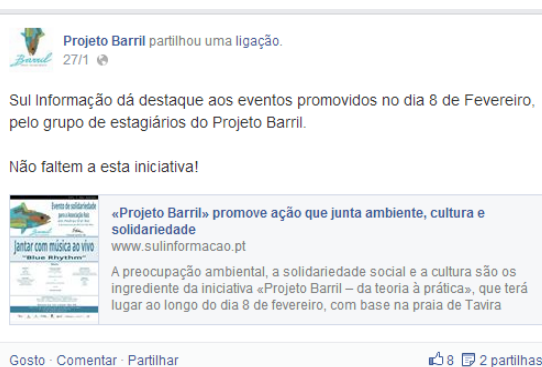 Projeto Barril partilhou uma ligação.
27/1
Barril
Sul Informação dá destaque aos eventos promovidos no dia 8 de Fevereiro,
pelo grupo de estagiários do Projeto Barril.
Não faltem a esta iniciativa!
Evento de solidariedade
Jantar com música ao vivo
"Blue Rhythm"
«Projeto Barril» promove ação que junta ambiente, cultura e
solidariedade
www.sulinformacao.pt
A preocupação ambiental, a solidariedade social e a cultura são os
ingrediente da iniciativa «Projeto Barril – da teoria à prática», que terá
lugar ao longo do dia 8 de fevereiro, com base na praia de Tavira
Gosto · Comentar · Partilhar
8 2 partilhas